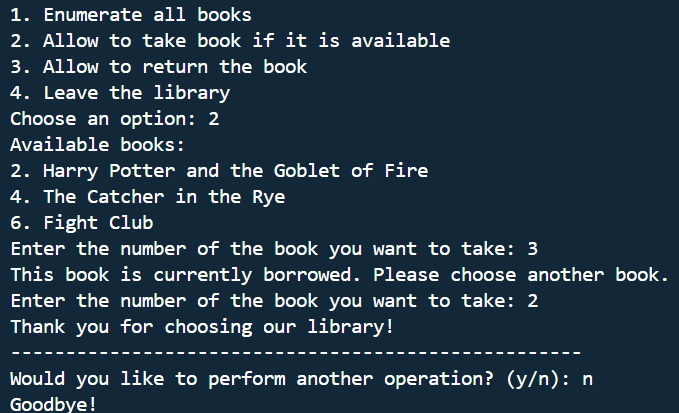 1. Enumerate all books
2. Allow to take book if it is available
3. Allow to return the book
4. Leave the library
Choose an option: 2
Available books:
2. Harry Potter and the Goblet of Fire
4. The Catcher in the Rye
6. Fight Club
Enter the number of the book you want to take: 3
This book is currently borrowed. Please choose another book.
Enter the number of the book you want to take: 2
Thank you for choosing our library!
----------------------------------------------------
Would you like to perform another operation? (y/n): n
Goodbye!